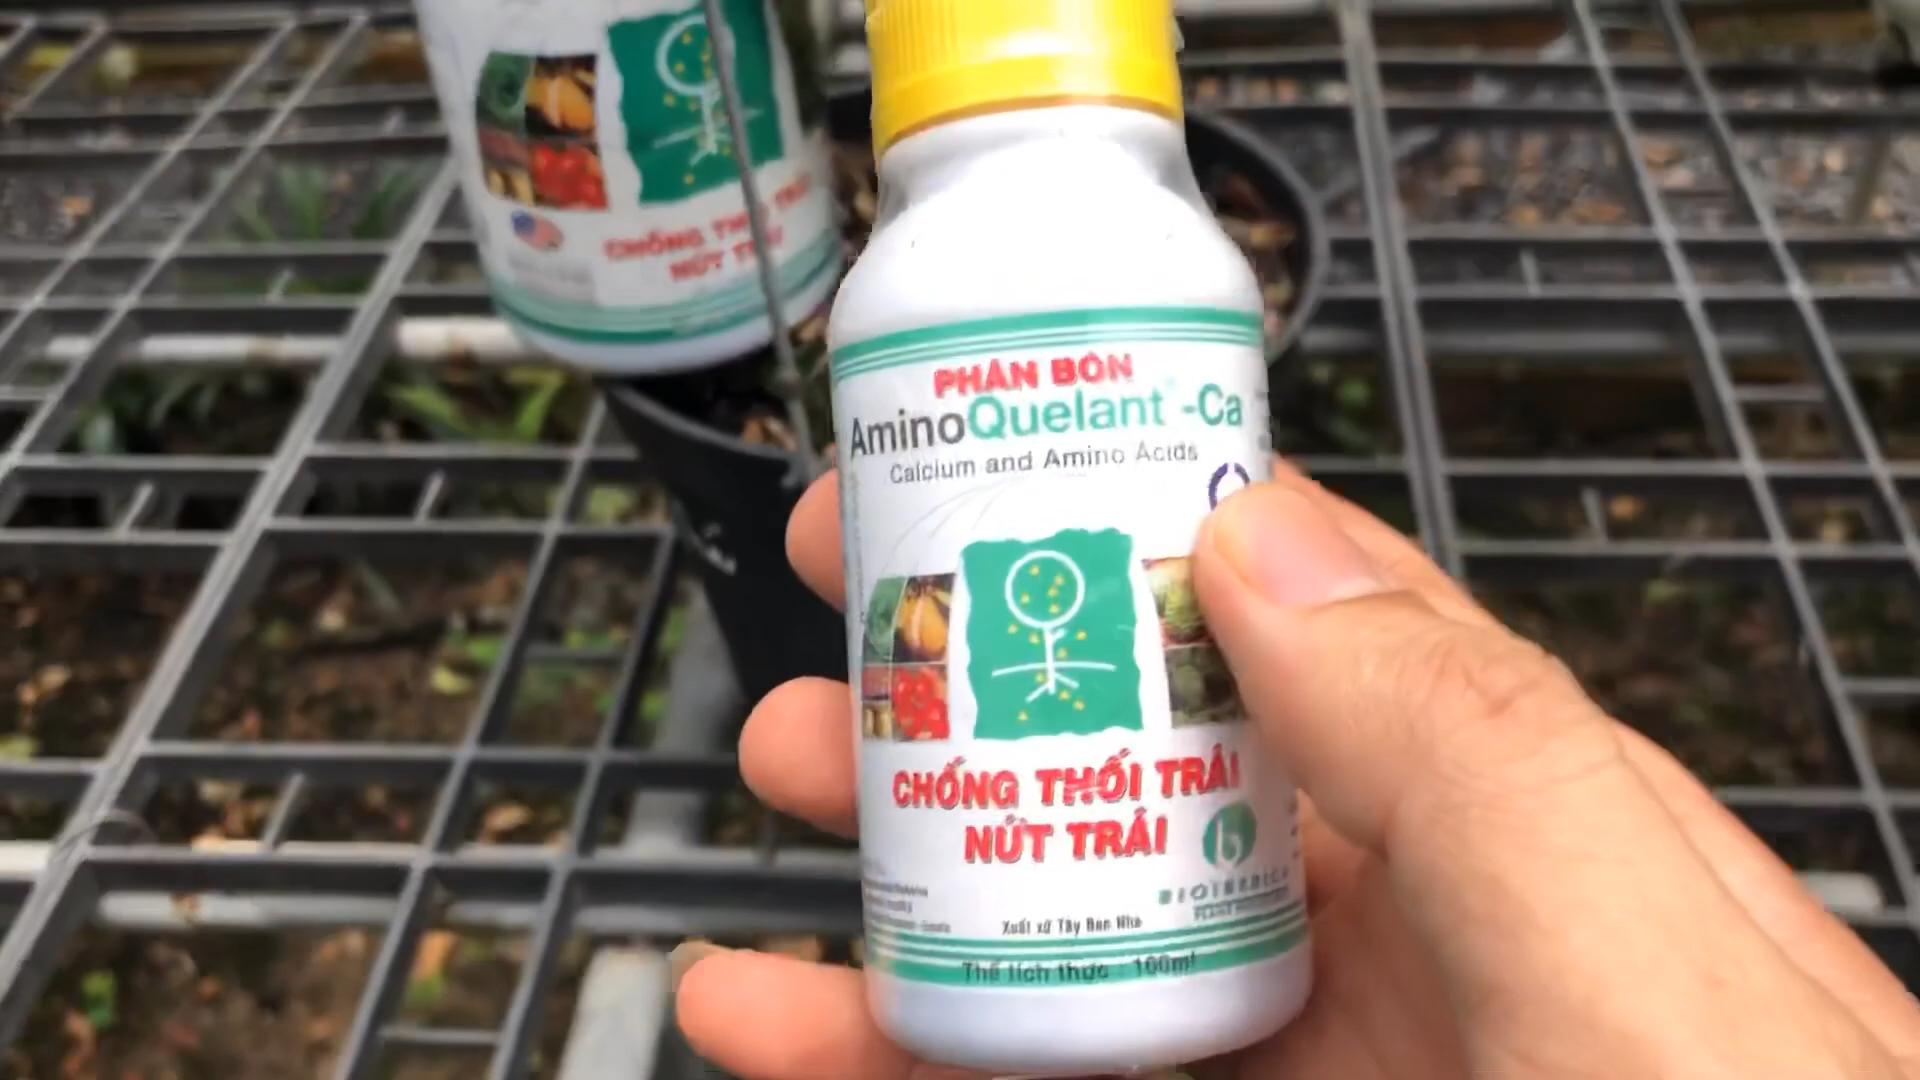 CHỐNG THỐI TRÁI
NỨT TRÁI
PHÂN BÓN
AminoQuelant®-Ca
Calcium and Amino Acids
CHỐNG THỐI TRÁI
NỨT TRÁI
Xuất xứ Tây Ban Nha
Thể tích thực : 100ml